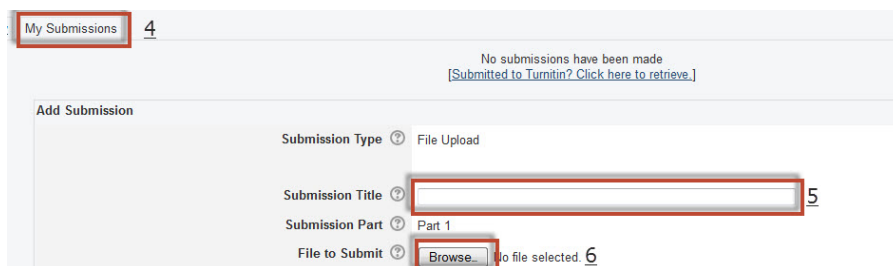 My Submissions 4
No submissions have been made
[Submitted to Turnitin? Click here to retrieve.]
Add Submission
Submission Type ? File Upload
Submission Title ? 5
Submission Part ? Part 1
File to Submit ? Browse... No file selected. 6